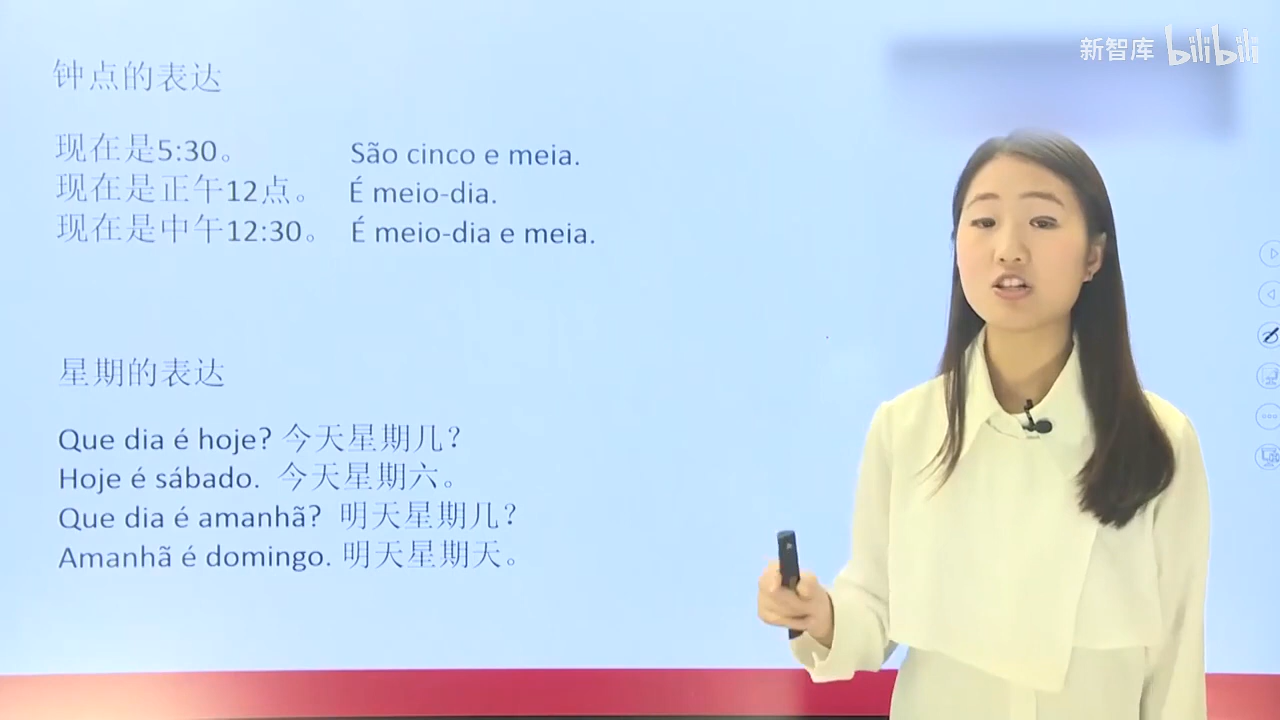 新智库 bilibili
钟点的表达
现在是5:30。 São cinco e meia.
现在是正午12点。 É meio-dia.
现在是中午12:30。 É meio-dia e meia.
星期的表达
Que dia é hoje? 今天星期几？
Hoje é sábado. 今天星期六。
Que dia é amanhã? 明天星期几？
Amanhã é domingo. 明天星期天。